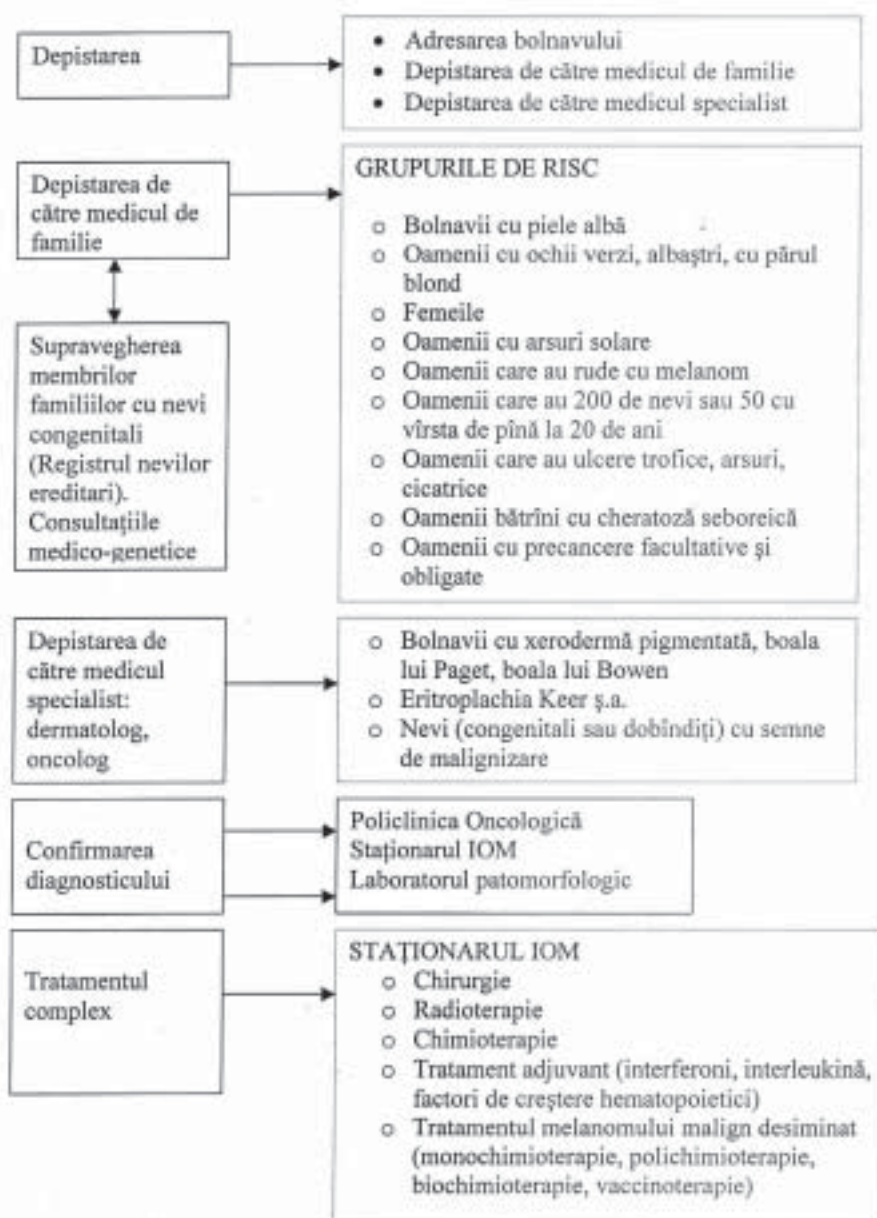 Depistarea
• Adresarea bolnavului
• Depistarea de către medicul de familie
• Depistarea de către medicul specialist
Depistarea de
către medicul de
familie
GRUPURILE DE RISC
o Bolnavii cu piele albă
o Oamenii cu ochii verzi, albaștri, cu părul
blond
o Femeile
o Oamenii cu arsuri solare
o Oamenii care au rude cu melanom
o Oamenii care au 200 de nevi sau 50 cu
vîrsta de pînă la 20 de ani
o Oamenii care au ulcere trofice, arsuri,
cicatrice
o Oamenii bătrîni cu cheratoză seboreică
o Oamenii cu precancere facultative și
obligate
Supravegherea
membrilor
familiilor cu nevi
congenitali
(Registrul nevilor
ereditari).
Consultațiile
medico-genetice
Depistarea de
către medicul
specialist:
dermatolog,
oncolog
o Bolnavii cu xerodermă pigmentată, boala
lui Paget, boala lui Bowen
o Eritroplachia Keer ș.a.
o Nevi (congenitali sau dobîndiți) cu semne
de malignizare
Confirmarea
diagnosticului
Policlinica Oncologică
Staționarul IOM
Laboratorul patomorfologic
Tratamentul
complex
STAȚIONARUL IOM
o Chirurgie
o Radioterapie
o Chimioterapie
o Tratament adjuvant (interferoni, interleukină,
factori de creștere hematopoietici)
o Tratamentul melanomului malign desiminat
(monochimioterapie, polichimioterapie,
biochimioterapie, vaccinoterapie)